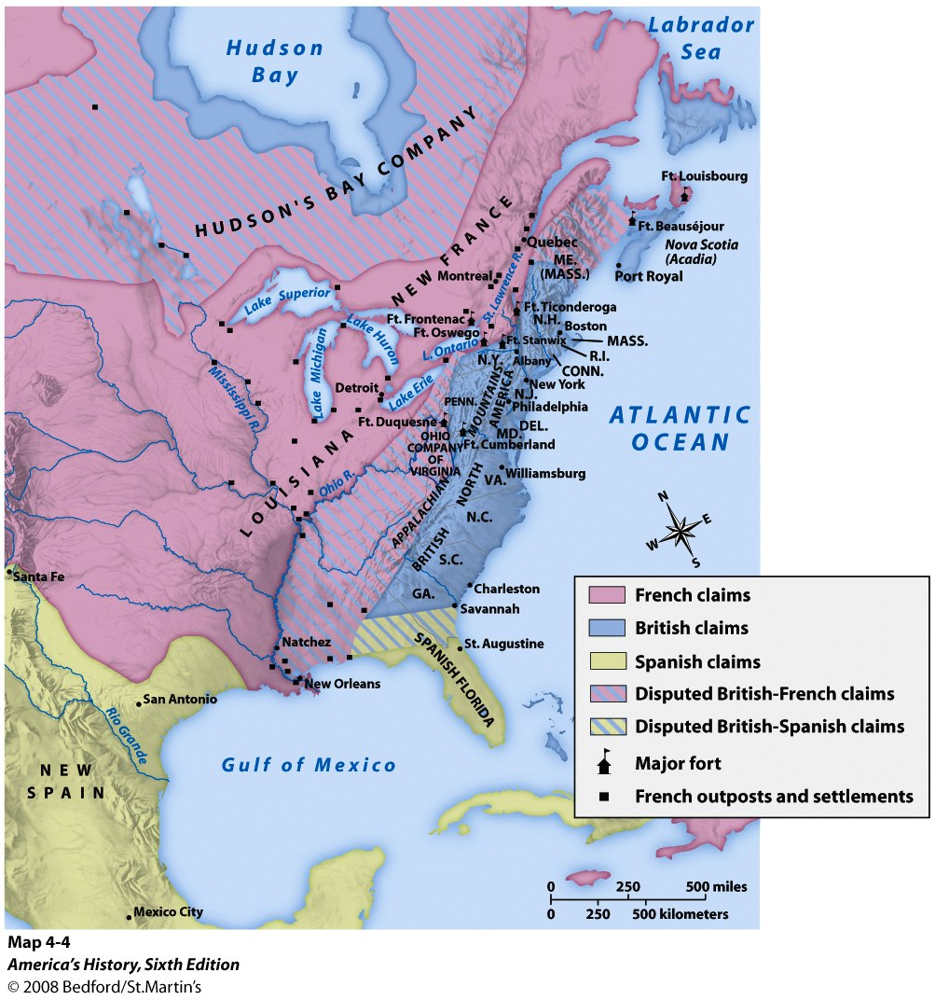 Labrador
Sea
Hudson
Bay
HUDSON'S BAY COMPANY
NEW FRANCE
Ft. Louisbourg
Ft. Beauséjour
Nova Scotia
(Acadia)
Port Royal
Quebec
ME.
(MASS.)
Montreal
St. Lawrence R.
Lake Superior
Lake Michigan
Lake Huron
Ft. Frontenac
Ft. Oswego
L. Ontario
Ft. Ticonderoga
N.H.
Boston
Ft. Stanwix
MASS.
R.I.
CONN.
N.Y.
Albany
New York
Mississippi R.
Detroit
Lake Erie
PENN.
N.J.
Philadelphia
Ft. Duquesne
DEL.
MD.
Ft. Cumberland
OHIO
COMPANY
OF
VIRGINIA
LOUISIANA
Ohio R.
APPALACHIAN
MOUNTAINS
BRITISH
NORTH
AMERICA
VA.
Williamsburg
N.C.
S.C.
GA.
Charleston
Savannah
ATLANTIC
OCEAN
N
E
W
S
Santa Fe
Natchez
New Orleans
St. Augustine
SPANISH FLORIDA
San Antonio
Rio Grande
NEW
SPAIN
Gulf of Mexico
Mexico City
French claims
British claims
Spanish claims
Disputed British-French claims
Disputed British-Spanish claims
Major fort
French outposts and settlements
0 250 500 miles
0 250 500 kilometers
Map 4-4
America's History, Sixth Edition
© 2008 Bedford/St.Martin's